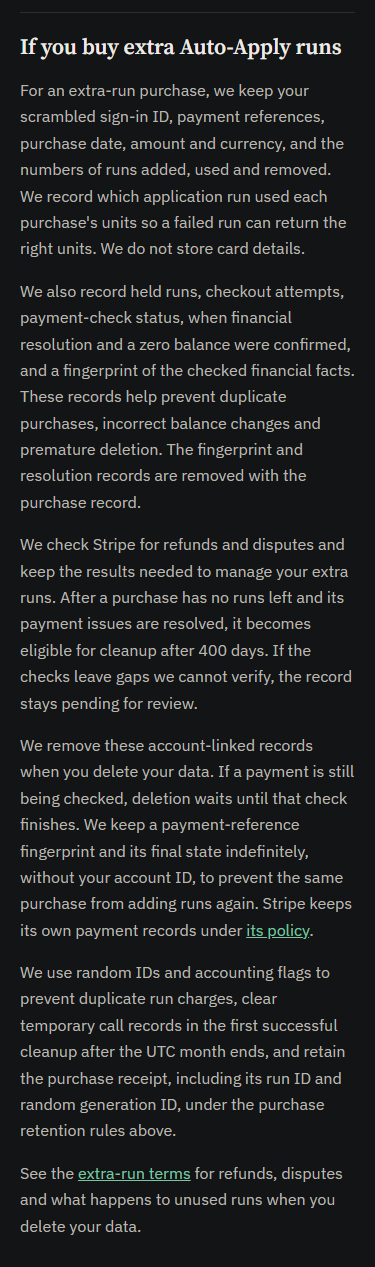 If you buy extra Auto-Apply runs
For an extra-run purchase, we keep your
scrambled sign-in ID, payment references,
purchase date, amount and currency, and the
numbers of runs added, used and removed.
We record which application run used each
purchase's units so a failed run can return the
right units. We do not store card details.
We also record held runs, checkout attempts,
payment-check status, when financial
resolution and a zero balance were confirmed,
and a fingerprint of the checked financial facts.
These records help prevent duplicate
purchases, incorrect balance changes and
premature deletion. The fingerprint and
resolution records are removed with the
purchase record.
We check Stripe for refunds and disputes and
keep the results needed to manage your extra
runs. After a purchase has no runs left and its
payment issues are resolved, it becomes
eligible for cleanup after 400 days. If the
checks leave gaps we cannot verify, the record
stays pending for review.
We remove these account-linked records
when you delete your data. If a payment is still
being checked, deletion waits until that check
finishes. We keep a payment-reference
fingerprint and its final state indefinitely,
without your account ID, to prevent the same
purchase from adding runs again. Stripe keeps
its own payment records under its policy.
We use random IDs and accounting flags to
prevent duplicate run charges, clear
temporary call records in the first successful
cleanup after the UTC month ends, and retain
the purchase receipt, including its run ID and
random generation ID, under the purchase
retention rules above.
See the extra-run terms for refunds, disputes
and what happens to unused runs when you
delete your data.